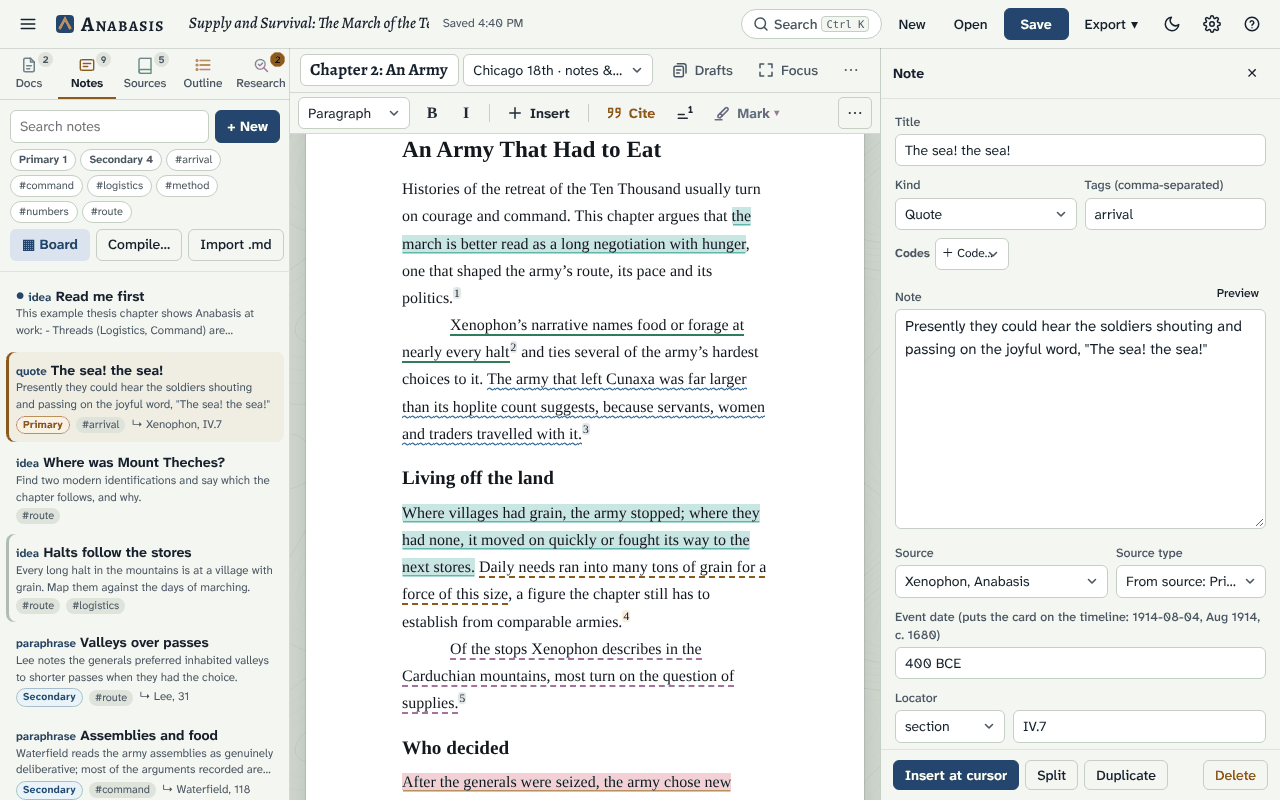 ANABASIS
Supply and Survival: The March of the T
Saved 4:40 PM
Search Ctrl K
New
Open
Save
Export ▾
Docs 2
Notes 9
Sources 5
Outline
Research 2
Search notes
+ New
Primary 1
Secondary 4
#arrival
#command
#logistics
#method
#numbers
#route
Board
Compile...
Import .md
idea Read me first
This example thesis chapter shows Anabasis at
work: - Threads (Logistics, Command) are...
quote The sea! the sea!
Presently they could hear the soldiers shouting
and passing on the joyful word, "The sea! the sea!"
Primary #arrival ↳ Xenophon, IV.7
idea Where was Mount Theches?
Find two modern identifications and say which the
chapter follows, and why.
#route
idea Halts follow the stores
Every long halt in the mountains is at a village with
grain. Map them against the days of marching.
#route #logistics
paraphrase Valleys over passes
Lee notes the generals preferred inhabited valleys
to shorter passes when they had the choice.
Secondary #route ↳ Lee, 31
paraphrase Assemblies and food
Waterfield reads the army assemblies as genuinely
deliberative; most of the arguments recorded are...
Secondary #command ↳ Waterfield, 118
Chapter 2: An Army
Chicago 18th · notes &...
Drafts
Focus
...
Paragraph
B
I
Insert
Cite
1
Mark ▾
...
An Army That Had to Eat
Histories of the retreat of the Ten Thousand usually turn
on courage and command. This chapter argues that the
march is better read as a long negotiation with hunger,
one that shaped the army’s route, its pace and its
politics.1
Xenophon’s narrative names food or forage at
nearly every halt2 and ties several of the army’s hardest
choices to it. The army that left Cunaxa was far larger
than its hoplite count suggests, because servants, women
and traders travelled with it.3
Living off the land
Where villages had grain, the army stopped; where they
had none, it moved on quickly or fought its way to the
next stores. Daily needs ran into many tons of grain for a
force of this size, a figure the chapter still has to
establish from comparable armies.4
Of the stops Xenophon describes in the
Carduchian mountains, most turn on the question of
supplies.5
Who decided
After the generals were seized, the army chose new
Note
Title
The sea! the sea!
Kind
Tags (comma-separated)
Quote
arrival
Codes
+ Code...
Note
Preview
Presently they could hear the soldiers shouting and
passing on the joyful word, "The sea! the sea!"
Source
Source type
Xenophon, Anabasis
From source: Pri...
Event date (puts the card on the timeline: 1914-08-04, Aug 1914,
c. 1680)
400 BCE
Locator
section
IV.7
Insert at cursor
Split
Duplicate
Delete